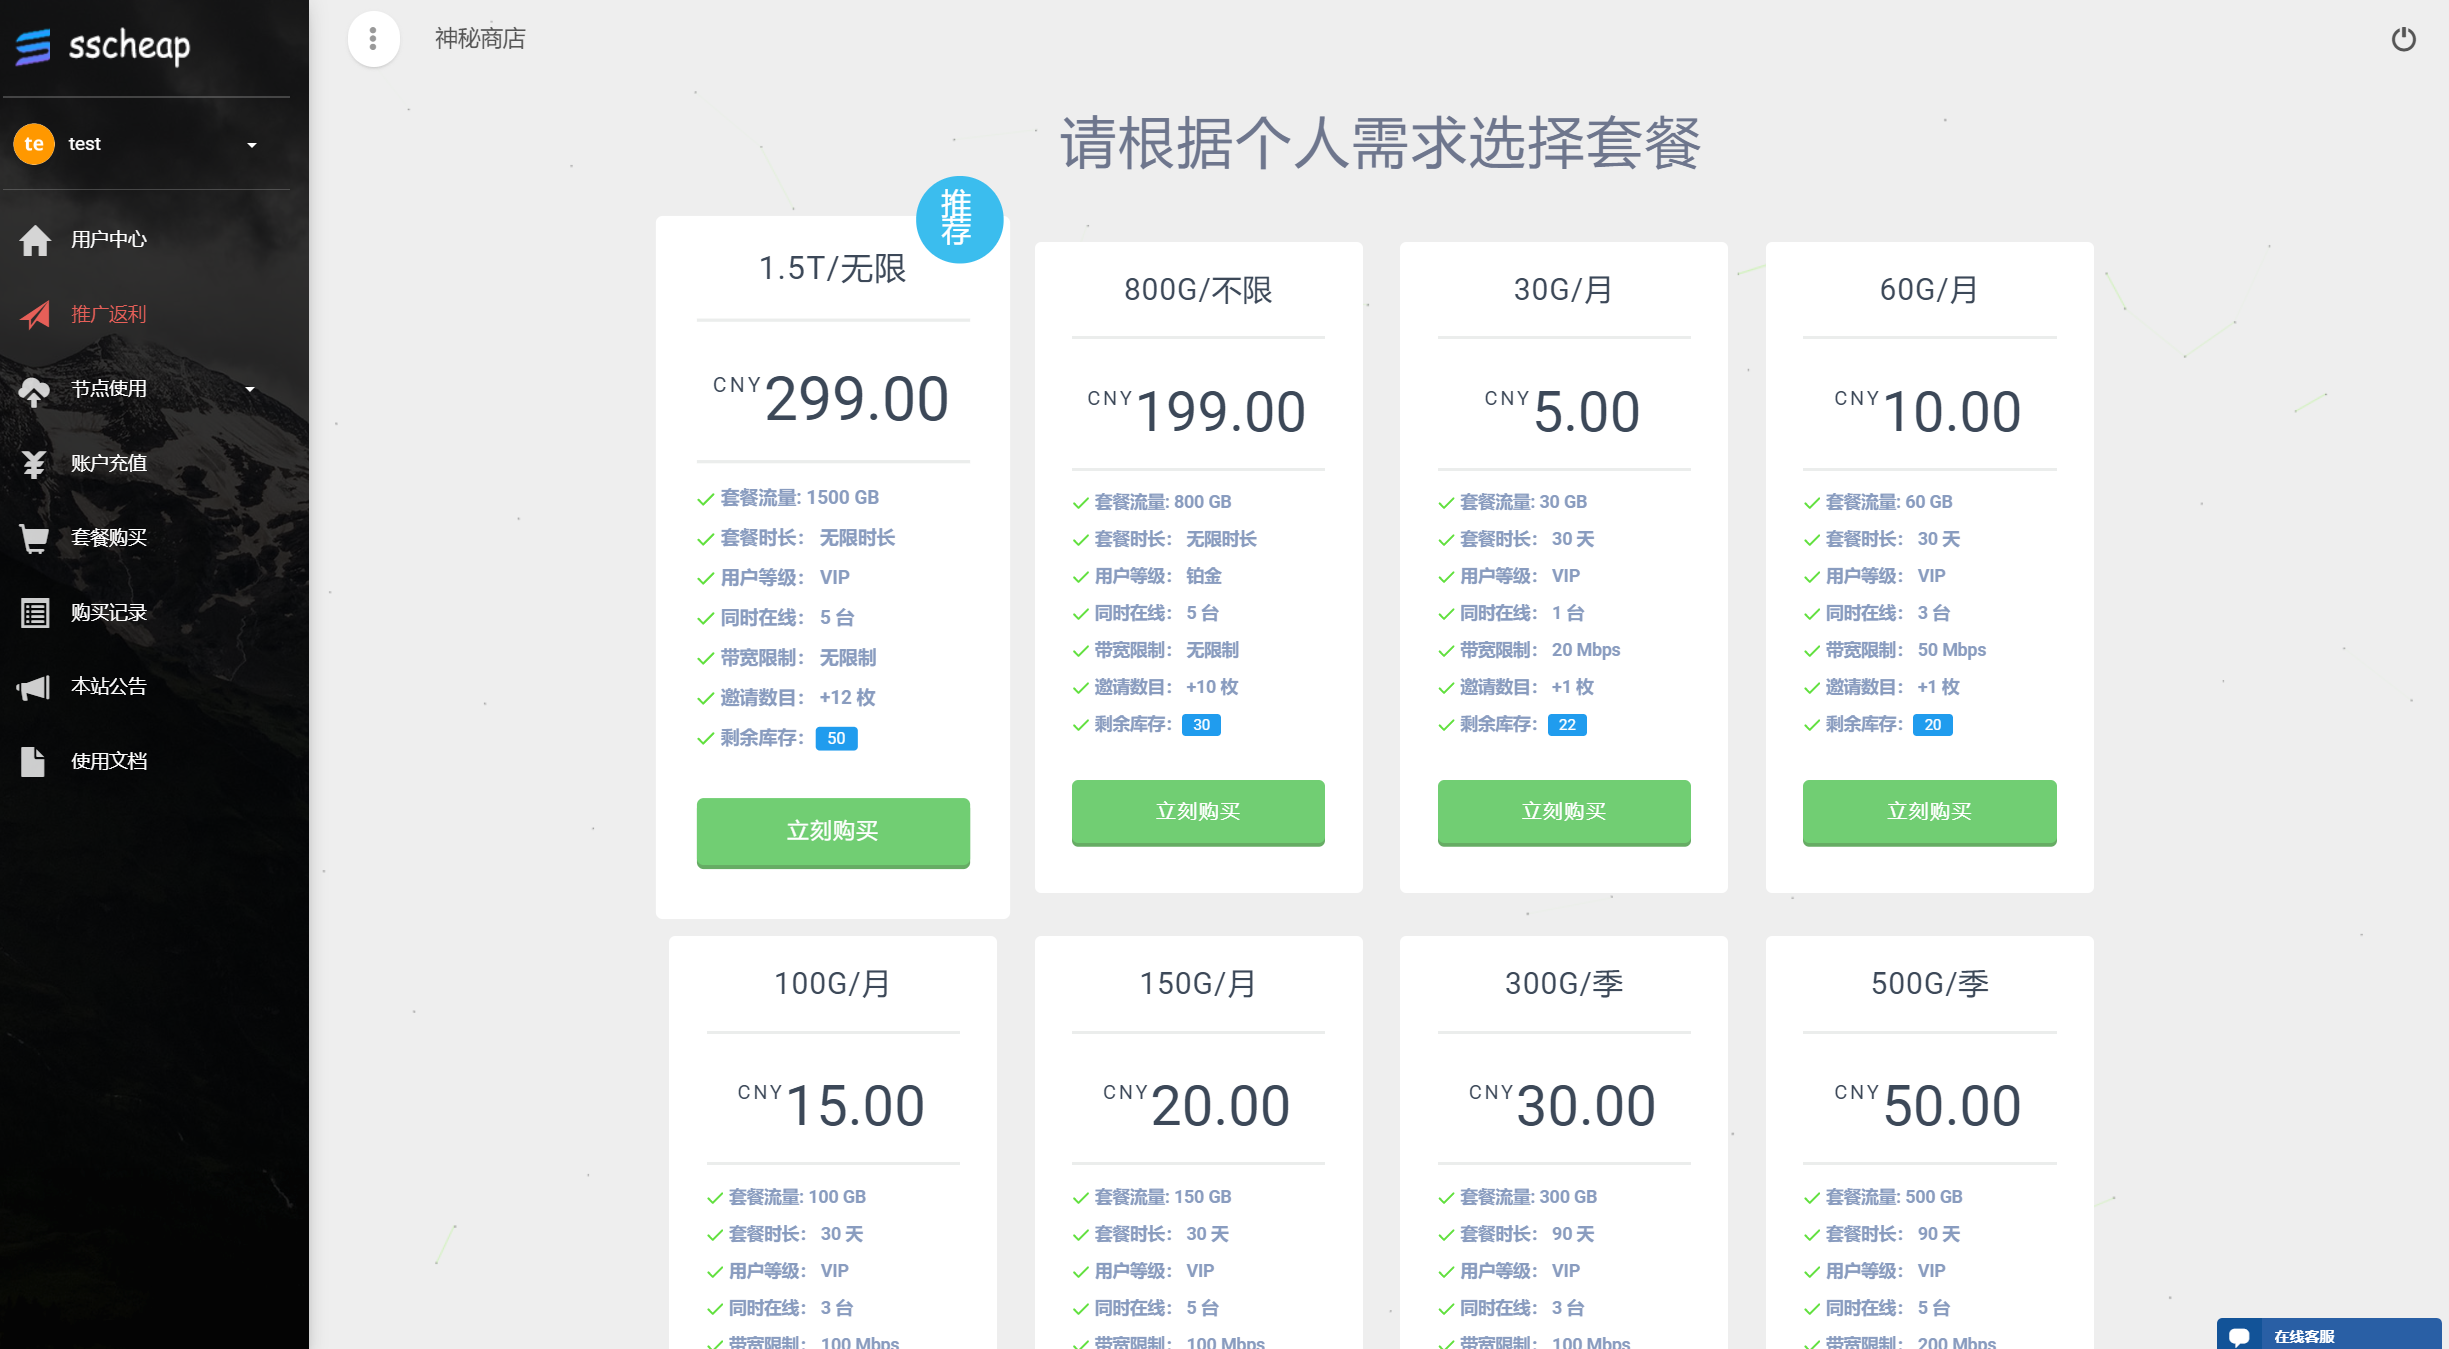 sscheap
te
test
用户中心
推广返利
节点使用
账户充值
套餐购买
购买记录
本站公告
使用文档
神秘商店
请根据个人需求选择套餐
推荐
1.5T/无限
CNY 299.00
套餐流量: 1500 GB
套餐时长： 无限时长
用户等级： VIP
同时在线： 5 台
带宽限制： 无限制
邀请数目： +12 枚
剩余库存： 50
立刻购买
800G/不限
CNY 199.00
套餐流量: 800 GB
套餐时长： 无限时长
用户等级： 铂金
同时在线： 5 台
带宽限制： 无限制
邀请数目： +10 枚
剩余库存： 30
立刻购买
30G/月
CNY 5.00
套餐流量: 30 GB
套餐时长： 30 天
用户等级： VIP
同时在线： 1 台
带宽限制： 20 Mbps
邀请数目： +1 枚
剩余库存： 22
立刻购买
60G/月
CNY 10.00
套餐流量: 60 GB
套餐时长： 30 天
用户等级： VIP
同时在线： 3 台
带宽限制： 50 Mbps
邀请数目： +1 枚
剩余库存： 20
立刻购买
100G/月
CNY 15.00
套餐流量: 100 GB
套餐时长： 30 天
用户等级： VIP
同时在线： 3 台
带宽限制： 100 Mbps
150G/月
CNY 20.00
套餐流量: 150 GB
套餐时长： 30 天
用户等级： VIP
同时在线： 5 台
带宽限制： 100 Mbps
300G/季
CNY 30.00
套餐流量: 300 GB
套餐时长： 90 天
用户等级： VIP
同时在线： 3 台
带宽限制： 100 Mbps
500G/季
CNY 50.00
套餐流量: 500 GB
套餐时长： 90 天
用户等级： VIP
同时在线： 5 台
带宽限制： 200 Mbps
在线客服